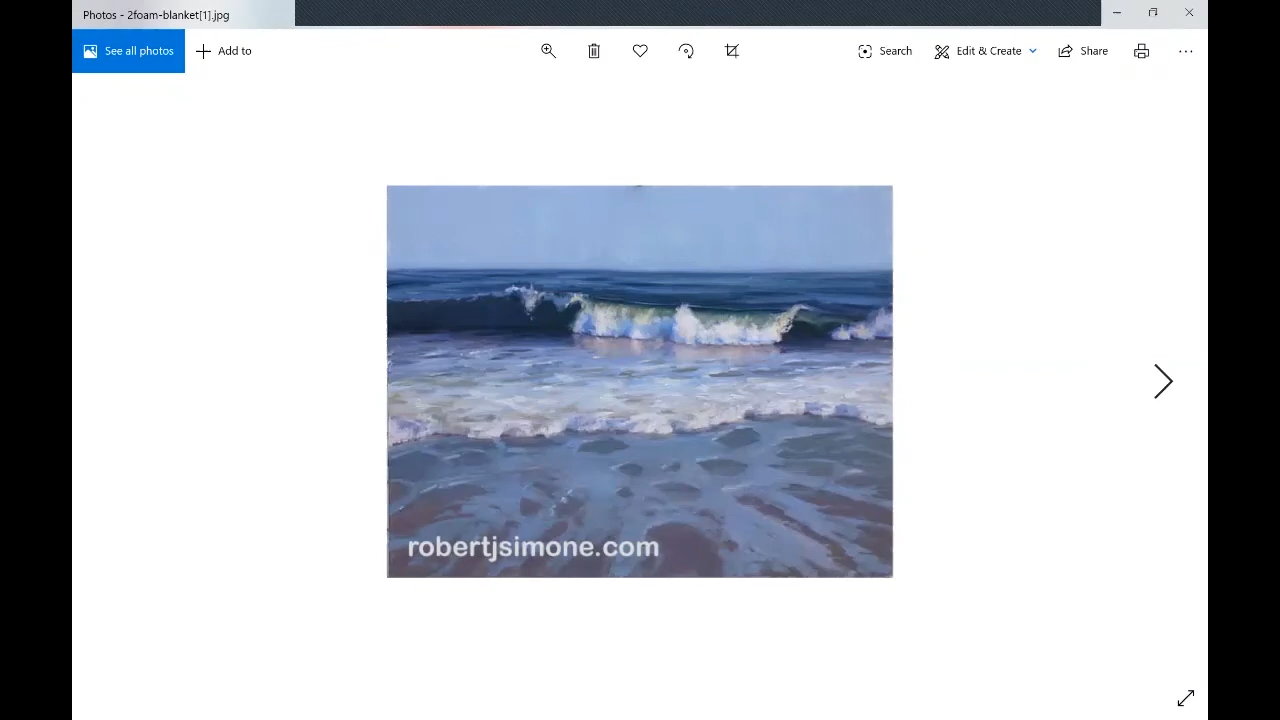 Photos - 2foam-blanket[1].jpg
See all photos
Add to
Search
Edit & Create
Share
robertjsimone.com